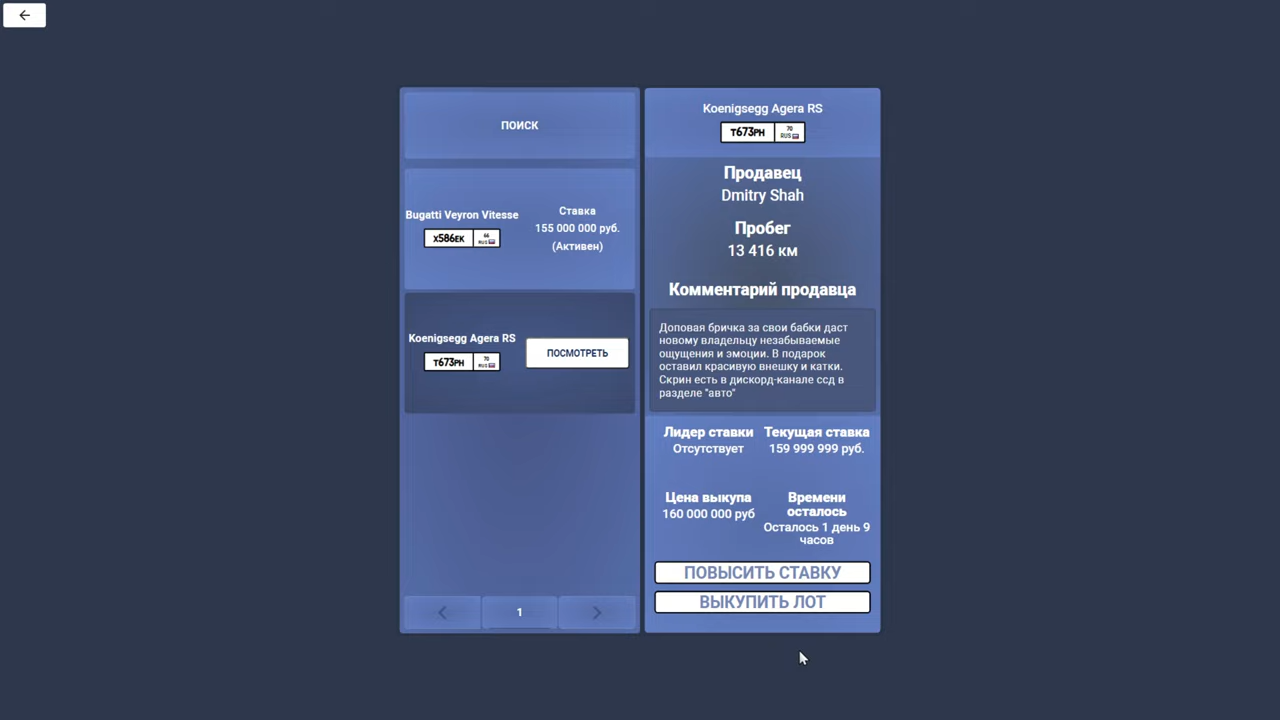 ПОИСК
Bugatti Veyron Vitesse
X586EK 66 RUS
Ставка
155 000 000 руб.
(Активен)
Koenigsegg Agera RS
T673PH 70 RUS
ПОСМОТРЕТЬ
1
Koenigsegg Agera RS
T673PH 70 RUS
Продавец
Dmitry Shah
Пробег
13 416 км
Комментарий продавца
Доповая бричка за свои бабки даст
новому владельцу незабываемые
ощущения и эмоции. В подарок
оставил красивую внешку и катки.
Скрин есть в дискорд-канале ссд в
разделе "авто"
Лидер ставки
Отсутствует
Текущая ставка
159 999 999 руб.
Цена выкупа
160 000 000 руб
Времени
осталось
Осталось 1 день 9
часов
ПОВЫСИТЬ СТАВКУ
ВЫКУПИТЬ ЛОТ